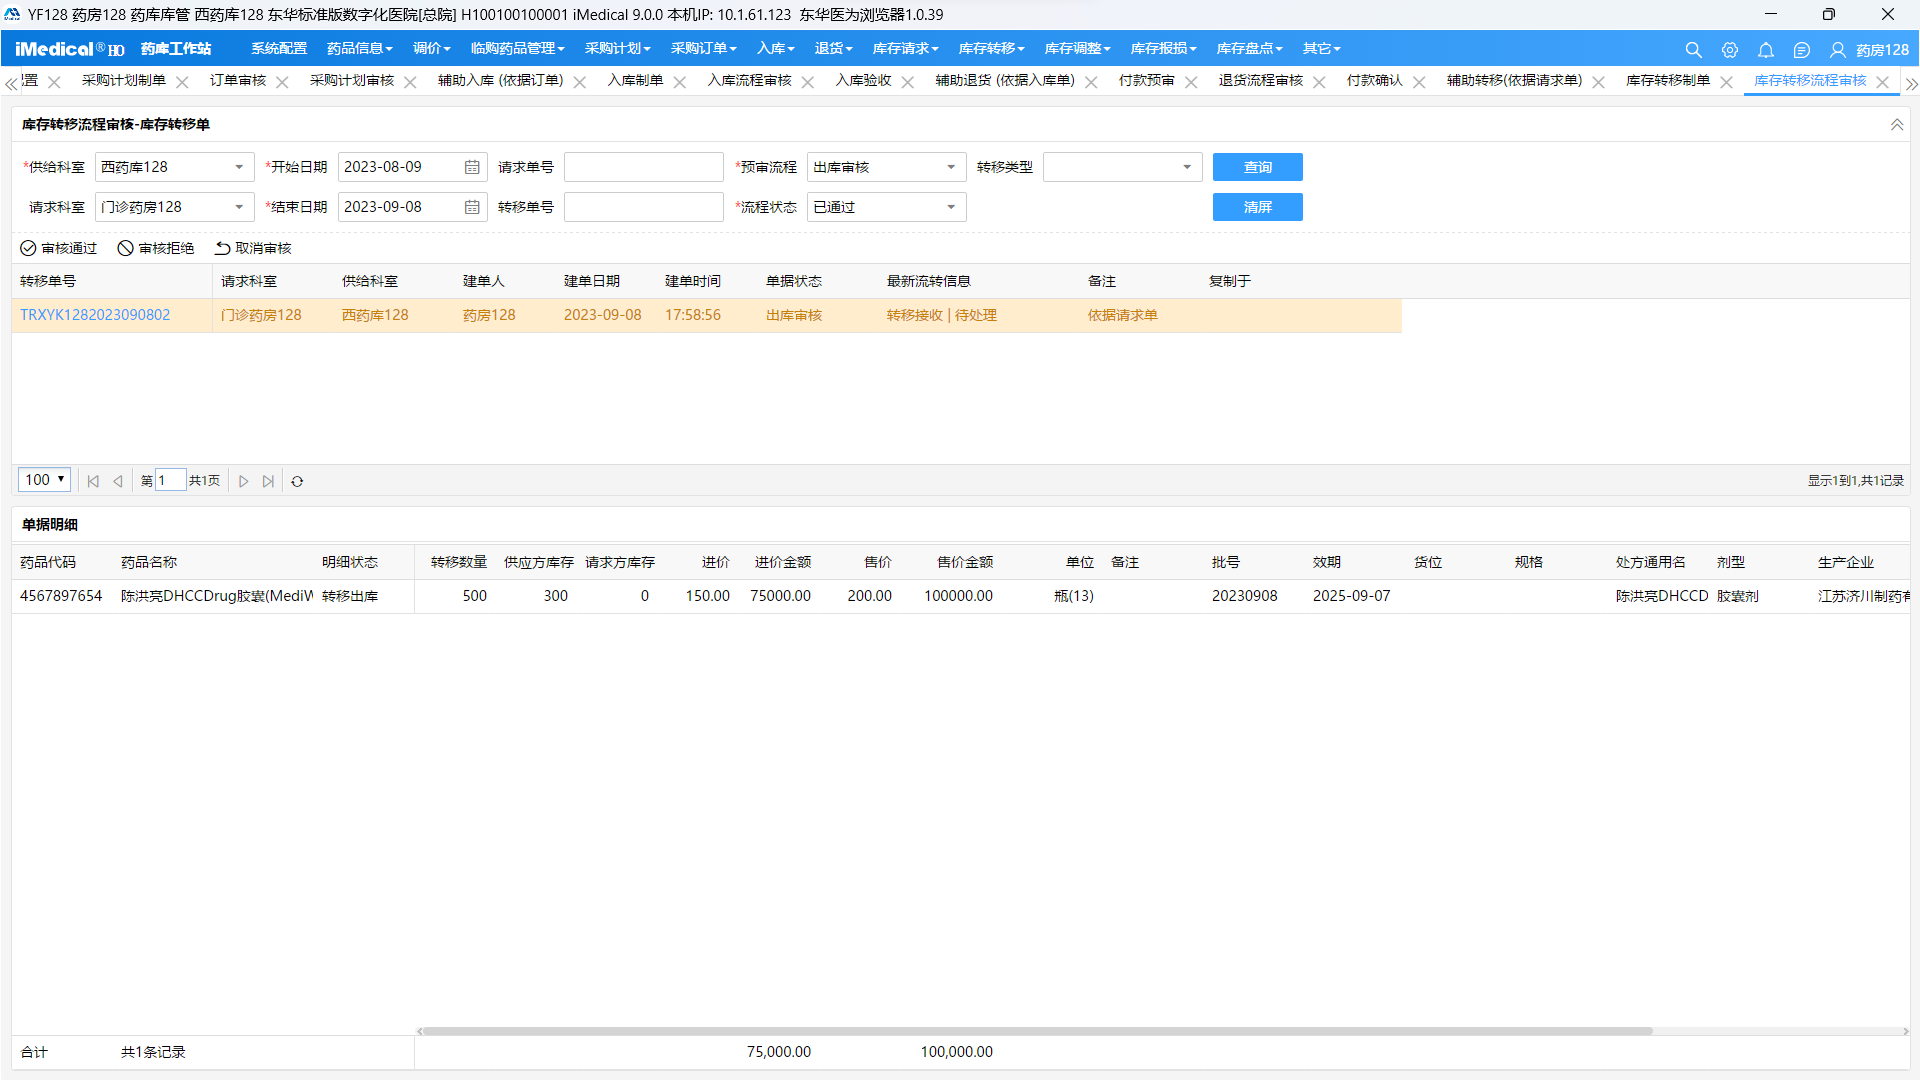 YF128 药房128 药库库管 西药库128 东华标准版数字化医院[总院] H100100100001 iMedical 9.0.0 本机IP: 10.1.61.123 东华医为浏览器1.0.39
iMedical® HO 药库工作站 系统配置 药品信息 调价 临购药品管理 采购计划 采购订单 入库 退货 库存请求 库存转移 库存调整 库存报损 库存盘点 其它 药房128
置 采购计划制单 订单审核 采购计划审核 辅助入库 (依据订单) 入库制单 入库流程审核 入库验收 辅助退货 (依据入库单) 付款预审 退货流程审核 付款确认 辅助转移(依据请求单) 库存转移制单 库存转移流程审核
库存转移流程审核-库存转移单
*供给科室 西药库128 *开始日期 2023-08-09 请求单号 *预审流程 出库审核 转移类型 查询
请求科室 门诊药房128 *结束日期 2023-09-08 转移单号 *流程状态 已通过 清屏
审核通过 审核拒绝 取消审核
转移单号 请求科室 供给科室 建单人 建单日期 建单时间 单据状态 最新流转信息 备注 复制于
TRXYK1282023090802 门诊药房128 西药库128 药房128 2023-09-08 17:58:56 出库审核 转移接收 | 待处理 依据请求单
100 第 1 共1页 显示1到1,共1记录
单据明细
药品代码 药品名称 明细状态 转移数量 供应方库存 请求方库存 进价 进价金额 售价 售价金额 单位 备注 批号 效期 货位 规格 处方通用名 剂型 生产企业
4567897654 陈洪亮DHCCDrug胶囊(MediW 转移出库 500 300 0 150.00 75000.00 200.00 100000.00 瓶(13) 20230908 2025-09-07 陈洪亮DHCCD 胶囊剂 江苏济川制药有
合计 共1条记录 75,000.00 100,000.00